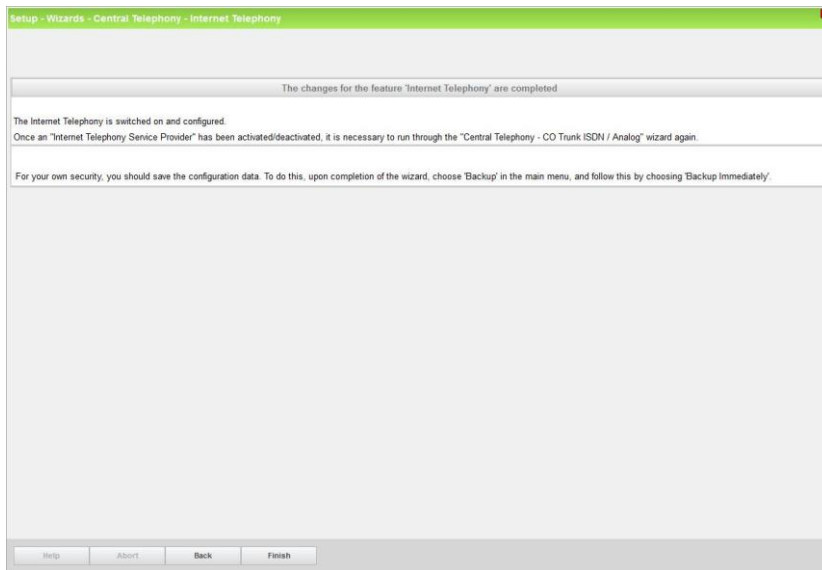 Setup - Wizards - Central Telephony - Internet Telephony
The changes for the feature 'Internet Telephony' are completed
The Internet Telephony is switched on and configured.
Once an "Internet Telephony Service Provider" has been activated/deactivated, it is necessary to run through the "Central Telephony - CO Trunk ISDN / Analog" wizard again.
For your own security, you should save the configuration data. To do this, upon completion of the wizard, choose 'Backup' in the main menu, and follow this by choosing 'Backup Immediately'.
Help Abort Back Finish